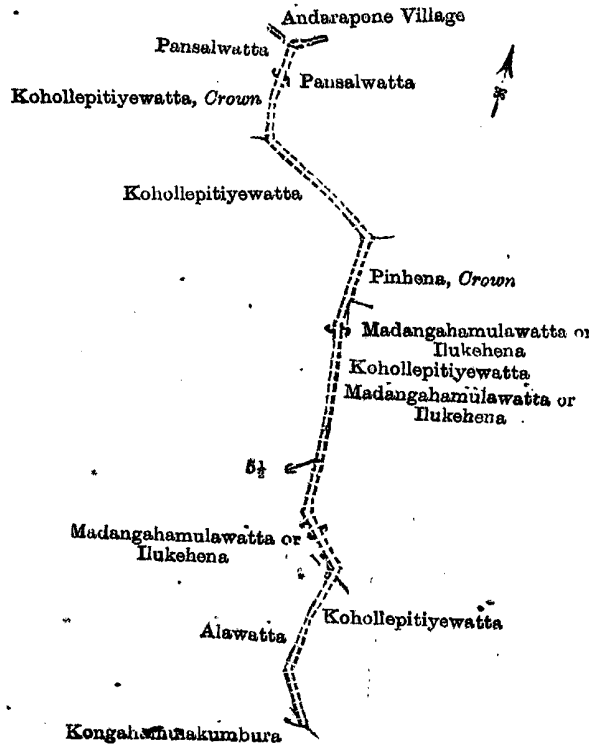 Andarapone Village
Pansalwatta
Pansalwatta
Kohollepitiyewatta, Crown
Kohollepitiyewatta
Pinhena, Crown
Madangahamulawatta or
Ilukehena
Kohollepitiyewatta
Madangahamulawatta or
Ilukehena
5½
Madangahamulawatta or
Ilukehena
Kohollepitiyewatta
Alawatta